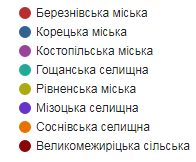 Березнівська міська
Корецька міська
Костопільська міська
Гощанська селищна
Рівненська міська
Мізоцька селищна
Соснівська селищна
Великомежиріцька сільська